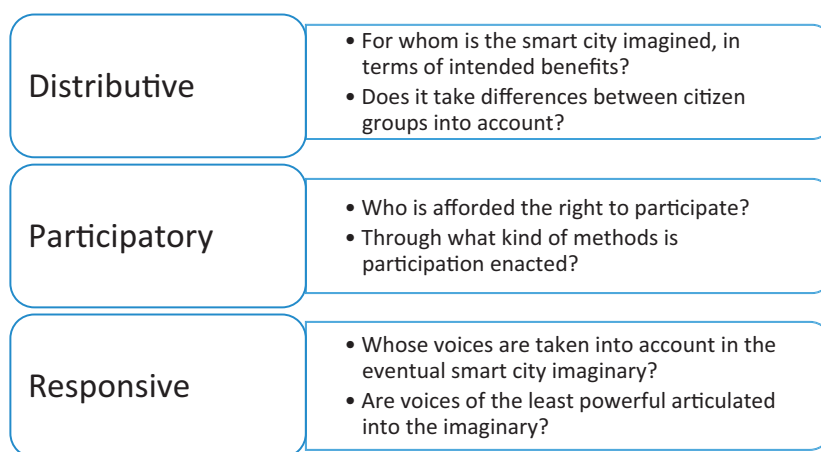 Distributive
• For whom is the smart city imagined, in
terms of intended benefits?
• Does it take differences between citizen
groups into account?
Participatory
• Who is afforded the right to participate?
• Through what kind of methods is
participation enacted?
Responsive
• Whose voices are taken into account in the
eventual smart city imaginary?
• Are voices of the least powerful articulated
into the imaginary?